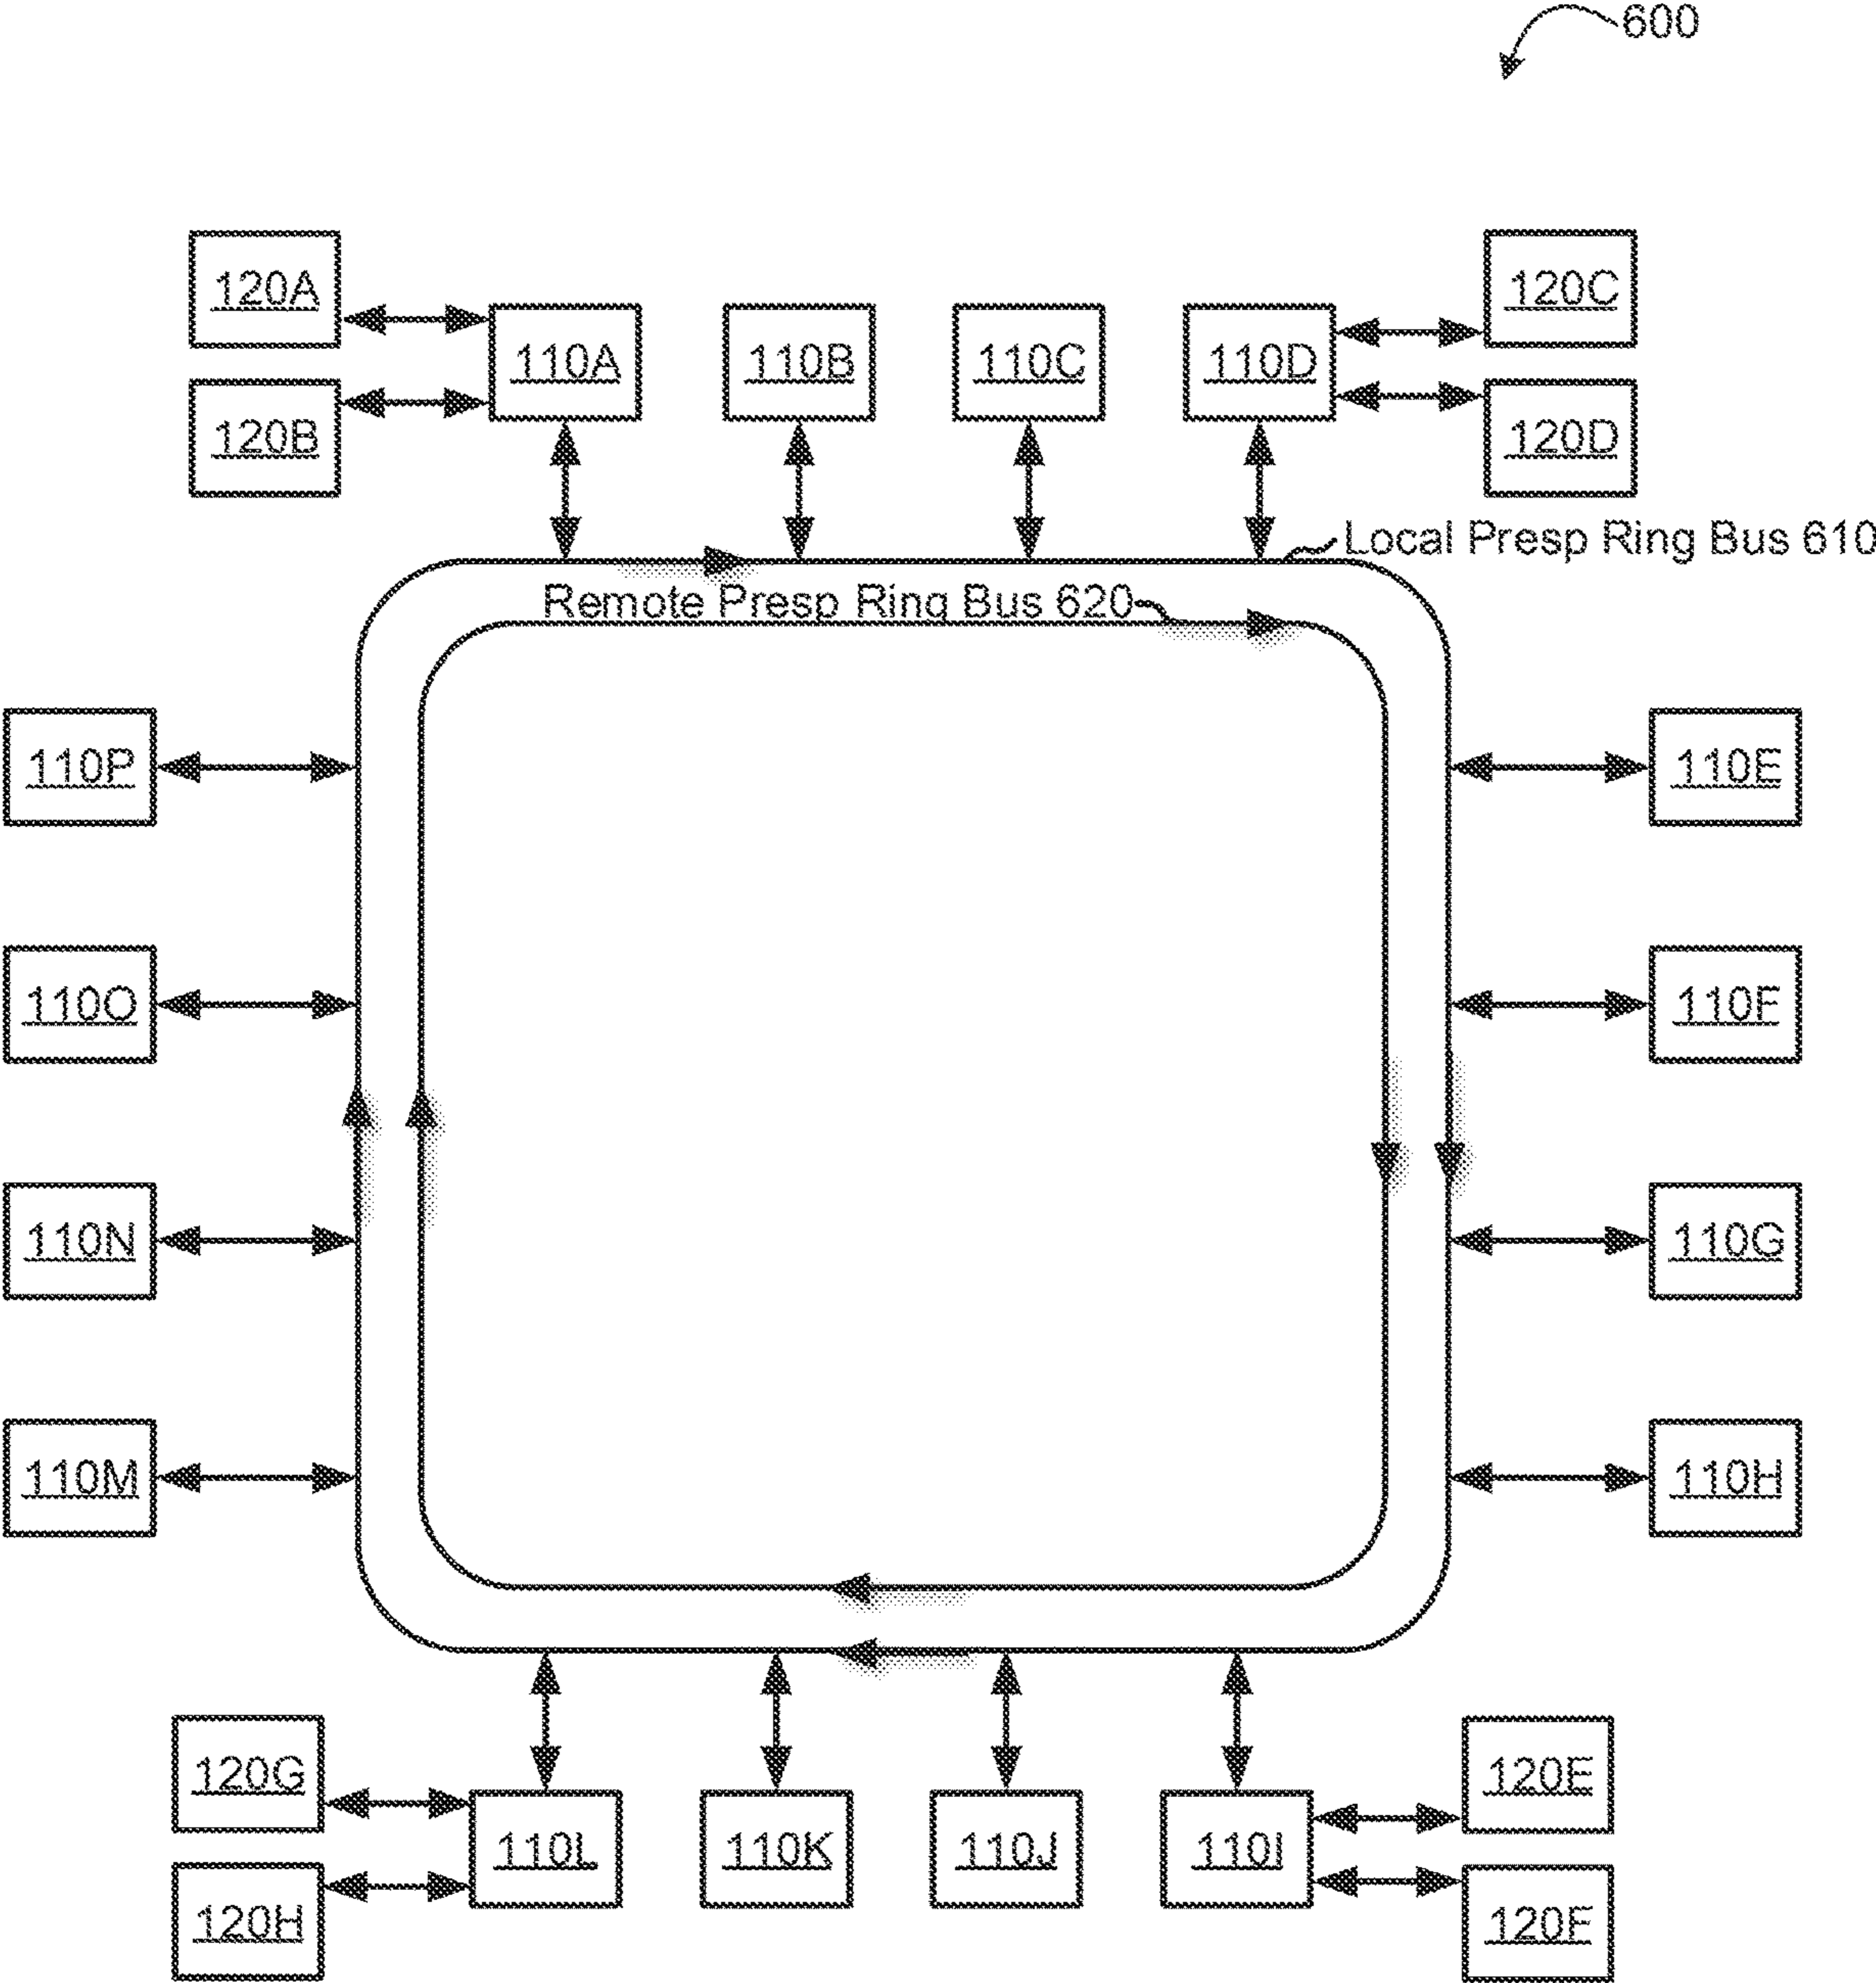 600
120A
120C
110A
110B
110C
110D
120B
120D
Local Presp Ring Bus 610
Remote Presp Ring Bus 620
110P
110E
110O
110F
110N
110G
110M
110H
120G
120E
110L
110K
110J
110I
120H
120F